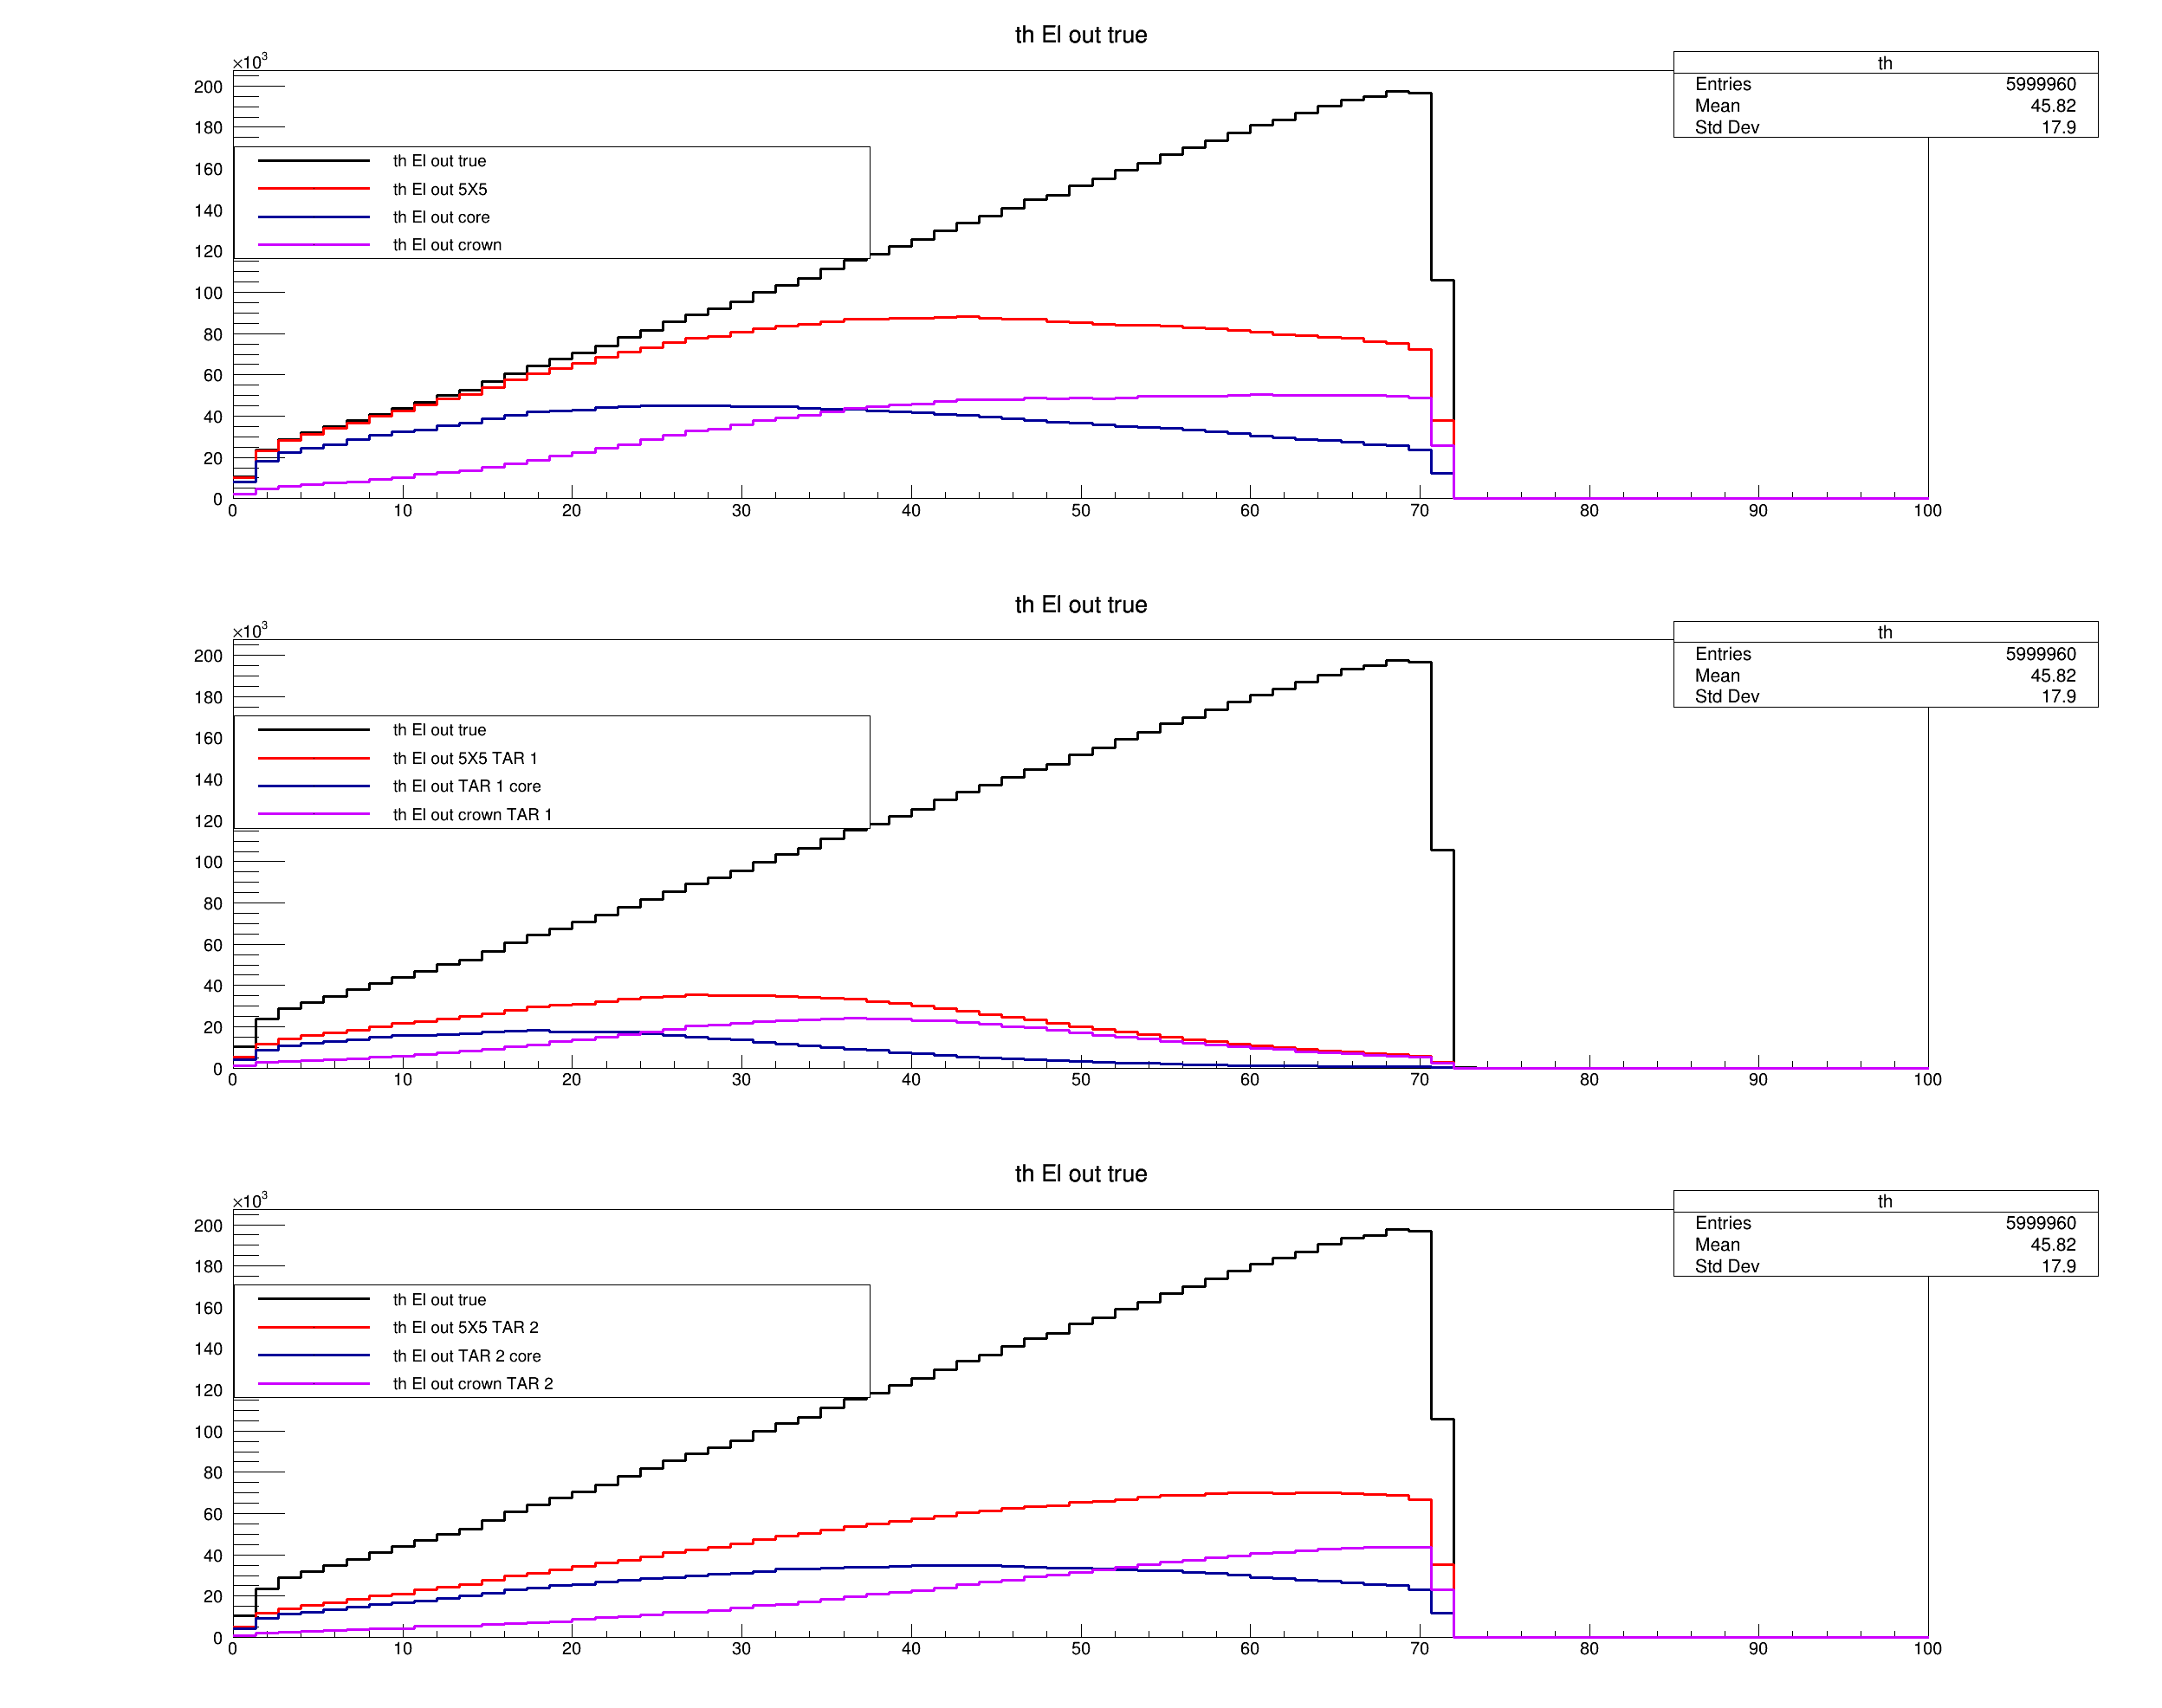 th El out true
×10³
th
Entries 5999960
Mean 45.82
Std Dev 17.9
th El out true
th El out 5X5
th El out core
th El out crown
200
180
160
140
120
100
80
60
40
20
0
0 10 20 30 40 50 60 70 80 90 100
th El out true
×10³
th
Entries 5999960
Mean 45.82
Std Dev 17.9
th El out true
th El out 5X5 TAR 1
th El out TAR 1 core
th El out crown TAR 1
200
180
160
140
120
100
80
60
40
20
0
0 10 20 30 40 50 60 70 80 90 100
th El out true
×10³
th
Entries 5999960
Mean 45.82
Std Dev 17.9
th El out true
th El out 5X5 TAR 2
th El out TAR 2 core
th El out crown TAR 2
200
180
160
140
120
100
80
60
40
20
0
0 10 20 30 40 50 60 70 80 90 100